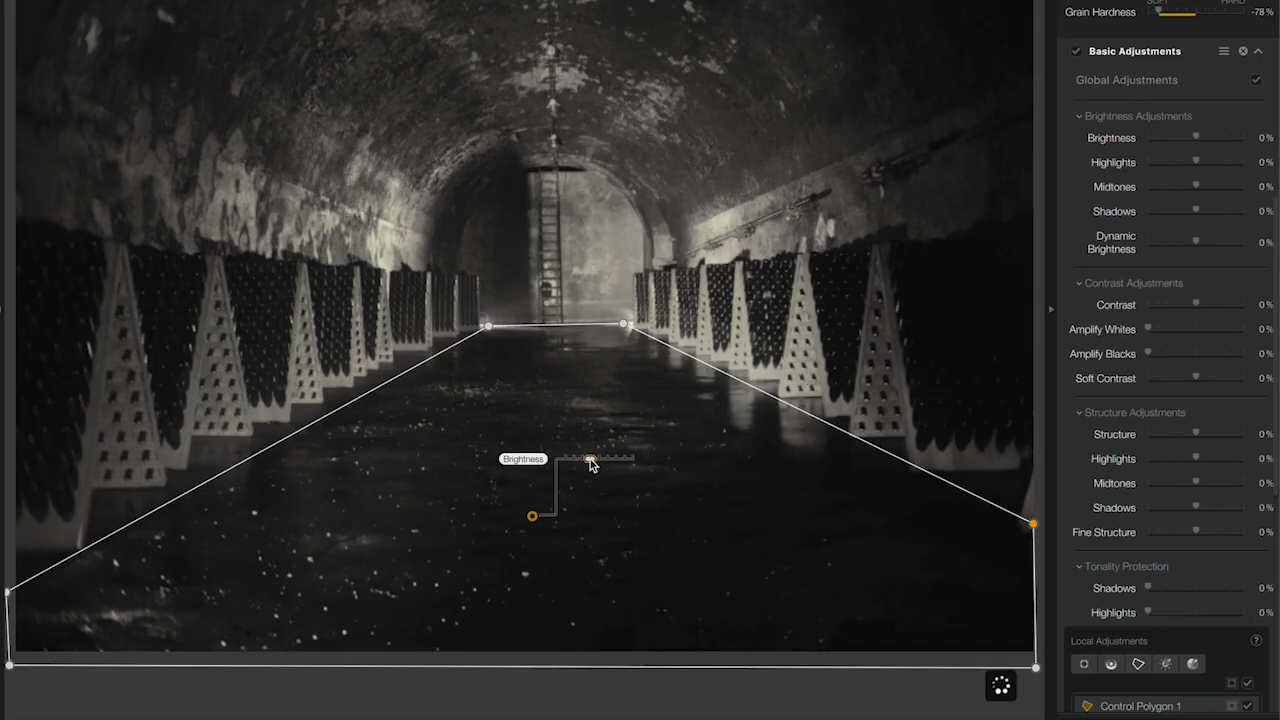 SOFT HARD
Grain Hardness -78 %
Basic Adjustments
Global Adjustments
Brightness Adjustments
Brightness 0 %
Highlights 0 %
Midtones 0 %
Shadows 0 %
Dynamic
Brightness 0 %
Contrast Adjustments
Contrast 0 %
Amplify Whites 0 %
Amplify Blacks 0 %
Soft Contrast 0 %
Structure Adjustments
Structure 0 %
Highlights 0 %
Midtones 0 %
Shadows 0 %
Fine Structure 0 %
Tonality Protection
Shadows 0 %
Highlights 0 %
Local Adjustments ?
Control Polygon 1
Brightness